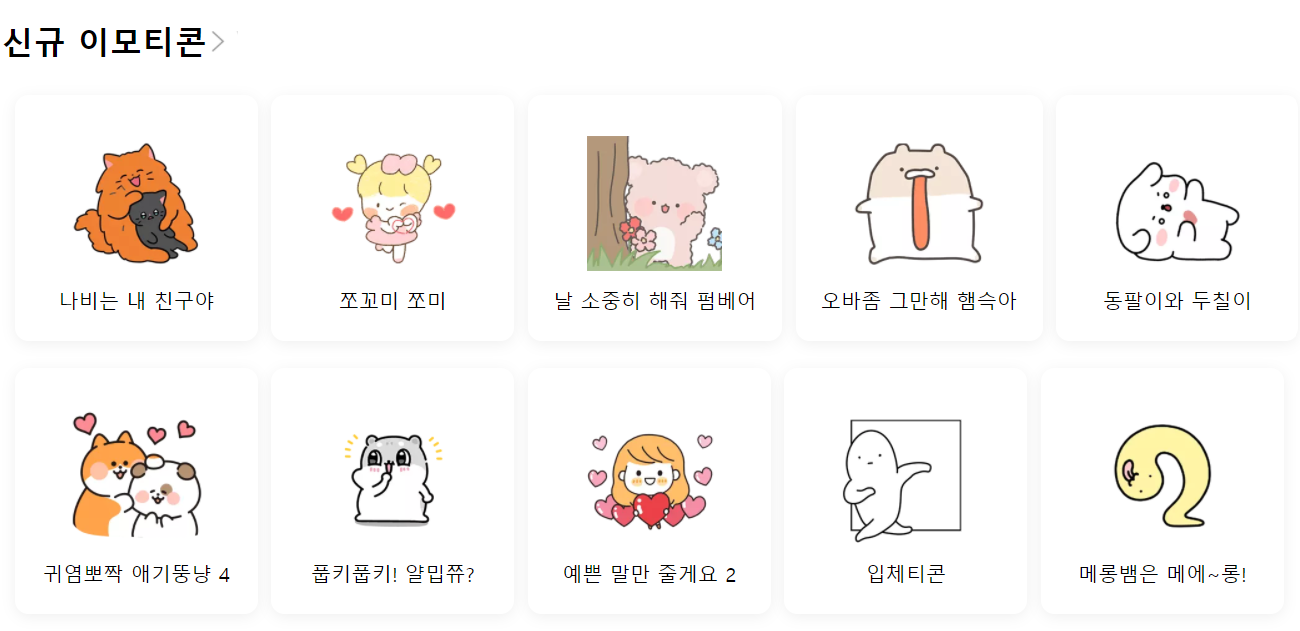 신규 이모티콘
나비는 내 친구야
쪼꼬미 쪼미
날 소중히 해줘 펌베어
오바좀 그만해 햄슥아
동팔이와 두칠이
귀염뽀짝 애기뚱냥 4
풉키풉키! 얄밉쮸?
예쁜 말만 줄게요 2
입체티콘
메롱뱀은 메에~롱!